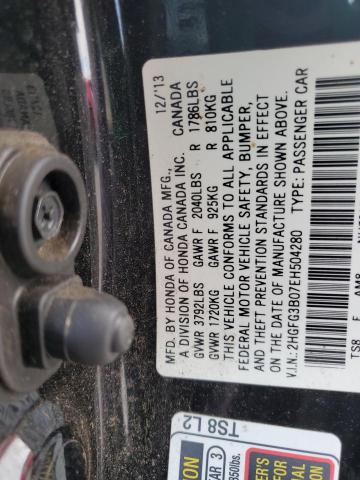 MFD. BY HONDA OF CANADA MFG., 12/'13
A DIVISION OF HONDA CANADA INC. CANADA
GVWR 3792LBS GAWR F 2040LBS R 1786LBS
GVWR 1720KG GAWR F 925KG R 810KG
THIS VEHICLE CONFORMS TO ALL APPLICABLE
FEDERAL MOTOR VEHICLE SAFETY, BUMPER,
AND THEFT PREVENTION STANDARDS IN EFFECT
ON THE DATE OF MANUFACTURE SHOWN ABOVE.
V.I.N.: 2HGFG3B07EH504280 TYPE: PASSENGER CAR
TS8 F AMB
TS8 L2